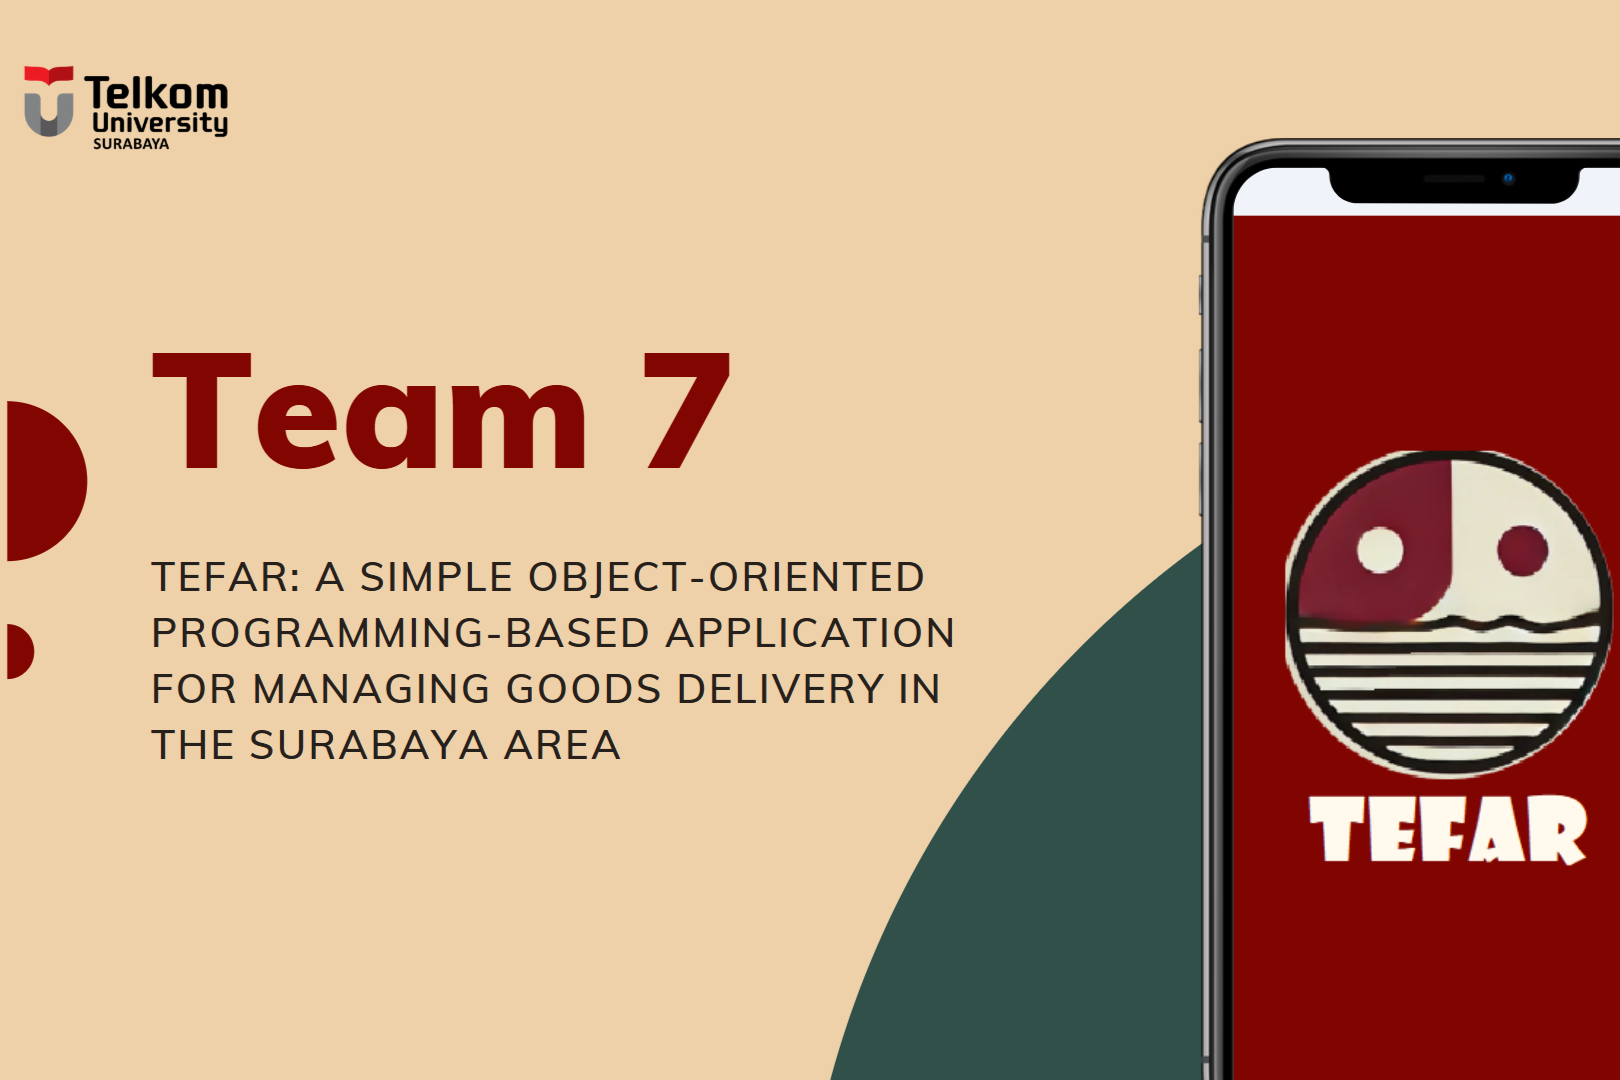 Telkom
University
SURABAYA
Team 7
TEFAR: A SIMPLE OBJECT-ORIENTED
PROGRAMMING-BASED APPLICATION
FOR MANAGING GOODS DELIVERY IN
THE SURABAYA AREA
TEFAR